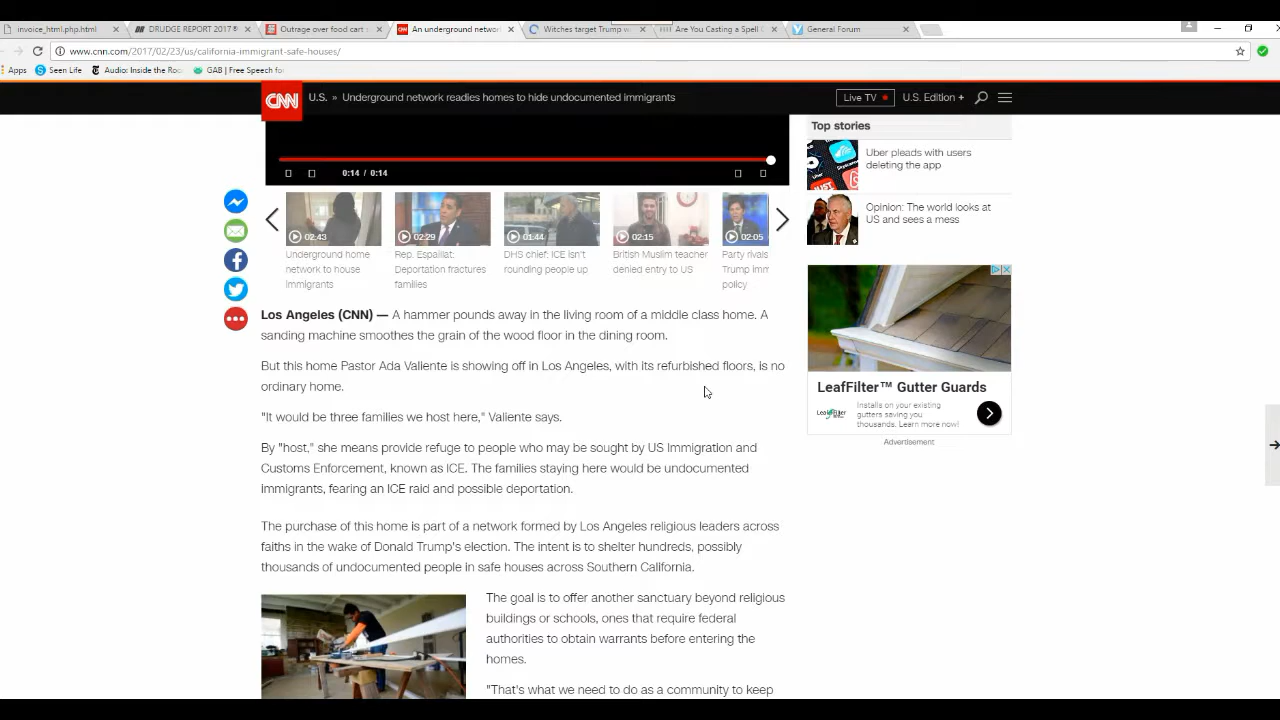 invoice_html.php.html
DRUDGE REPORT 2017®
Outrage over food cart s
An underground networ
Witches target Trump w
Are You Casting a Spell C
General Forum
www.cnn.com/2017/02/23/us/california-immigrant-safe-houses/
Apps
Seen Life
Audio: Inside the Roc
GAB | Free Speech for
CNN
U.S. » Underground network readies homes to hide undocumented immigrants
Live TV
U.S. Edition +
0:14 / 0:14
02:43
02:29
01:44
02:15
02:05
Underground home
network to house
immigrants
Rep. Espaillat:
Deportation fractures
families
DHS chief: ICE isn't
rounding people up
British Muslim teacher
denied entry to US
Party rivals
Trump imm
policy
Los Angeles (CNN) — A hammer pounds away in the living room of a middle class home. A
sanding machine smoothes the grain of the wood floor in the dining room.
But this home Pastor Ada Valiente is showing off in Los Angeles, with its refurbished floors, is no
ordinary home.
"It would be three families we host here," Valiente says.
By "host," she means provide refuge to people who may be sought by US Immigration and
Customs Enforcement, known as ICE. The families staying here would be undocumented
immigrants, fearing an ICE raid and possible deportation.
The purchase of this home is part of a network formed by Los Angeles religious leaders across
faiths in the wake of Donald Trump's election. The intent is to shelter hundreds, possibly
thousands of undocumented people in safe houses across Southern California.
The goal is to offer another sanctuary beyond religious
buildings or schools, ones that require federal
authorities to obtain warrants before entering the
homes.
"That's what we need to do as a community to keep
Top stories
Uber pleads with users
deleting the app
Opinion: The world looks at
US and sees a mess
LeafFilter™ Gutter Guards
LeafFilter
Installs on your existing
gutters saving you
thousands. Learn more now!
Advertisement